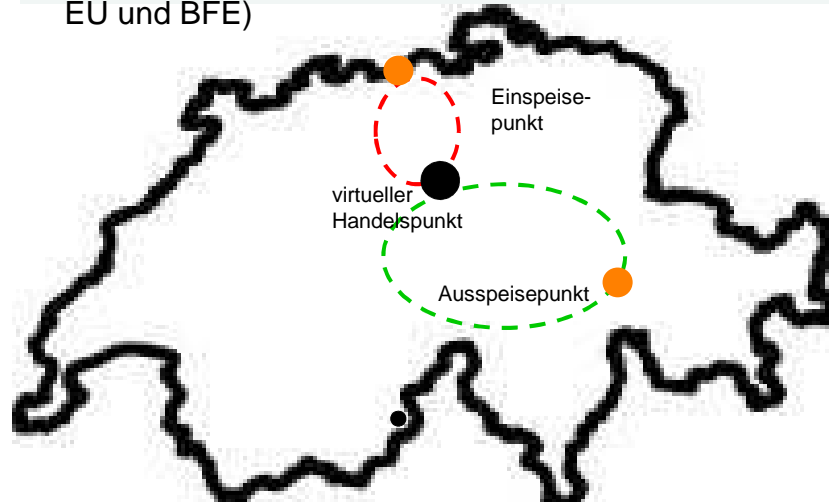 EU und BFE)
Einspeise-
punkt
virtueller
Handelspunkt
Ausspeisepunkt